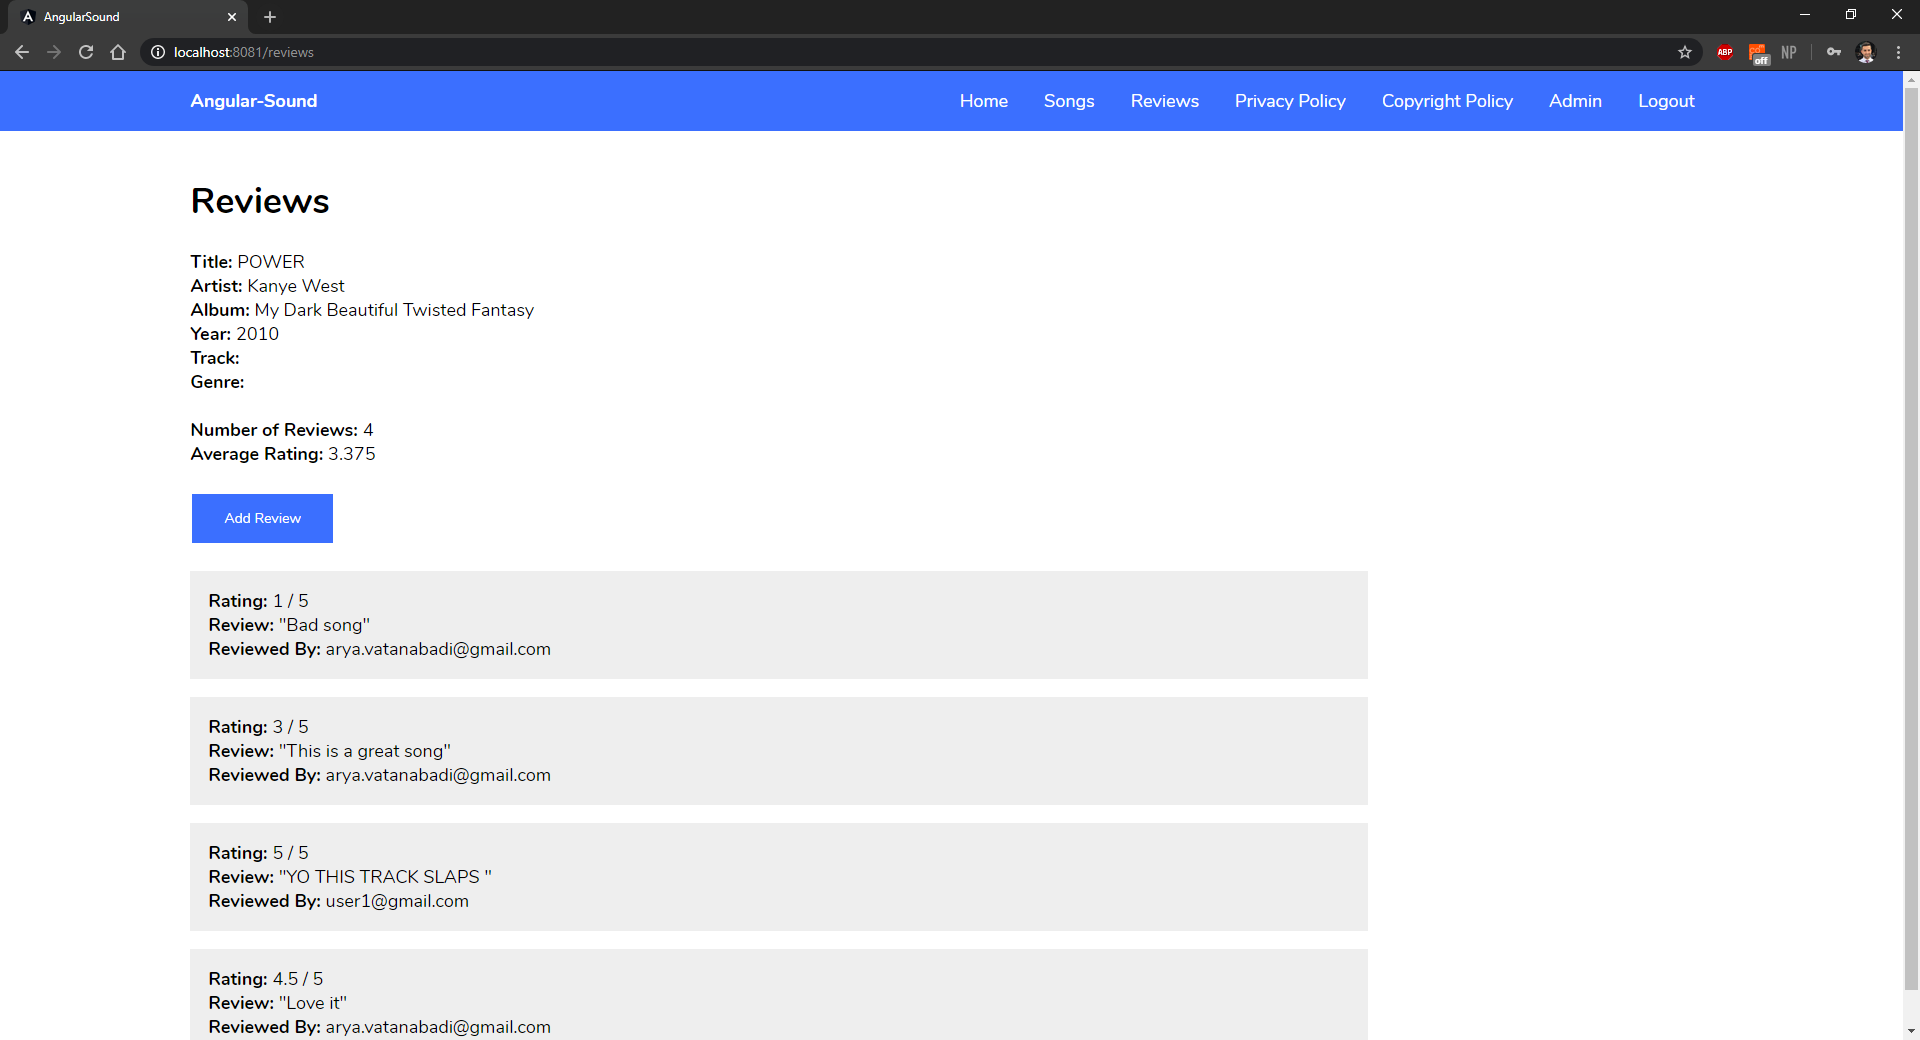 AngularSound
localhost:8081/reviews
ABP
off
NP
Angular-Sound
Home
Songs
Reviews
Privacy Policy
Copyright Policy
Admin
Logout
Reviews
Title: POWER
Artist: Kanye West
Album: My Dark Beautiful Twisted Fantasy
Year: 2010
Track:
Genre:
Number of Reviews: 4
Average Rating: 3.375
Add Review
Rating: 1 / 5
Review: "Bad song"
Reviewed By: arya.vatanabadi@gmail.com
Rating: 3 / 5
Review: "This is a great song"
Reviewed By: arya.vatanabadi@gmail.com
Rating: 5 / 5
Review: "YO THIS TRACK SLAPS "
Reviewed By: user1@gmail.com
Rating: 4.5 / 5
Review: "Love it"
Reviewed By: arya.vatanabadi@gmail.com